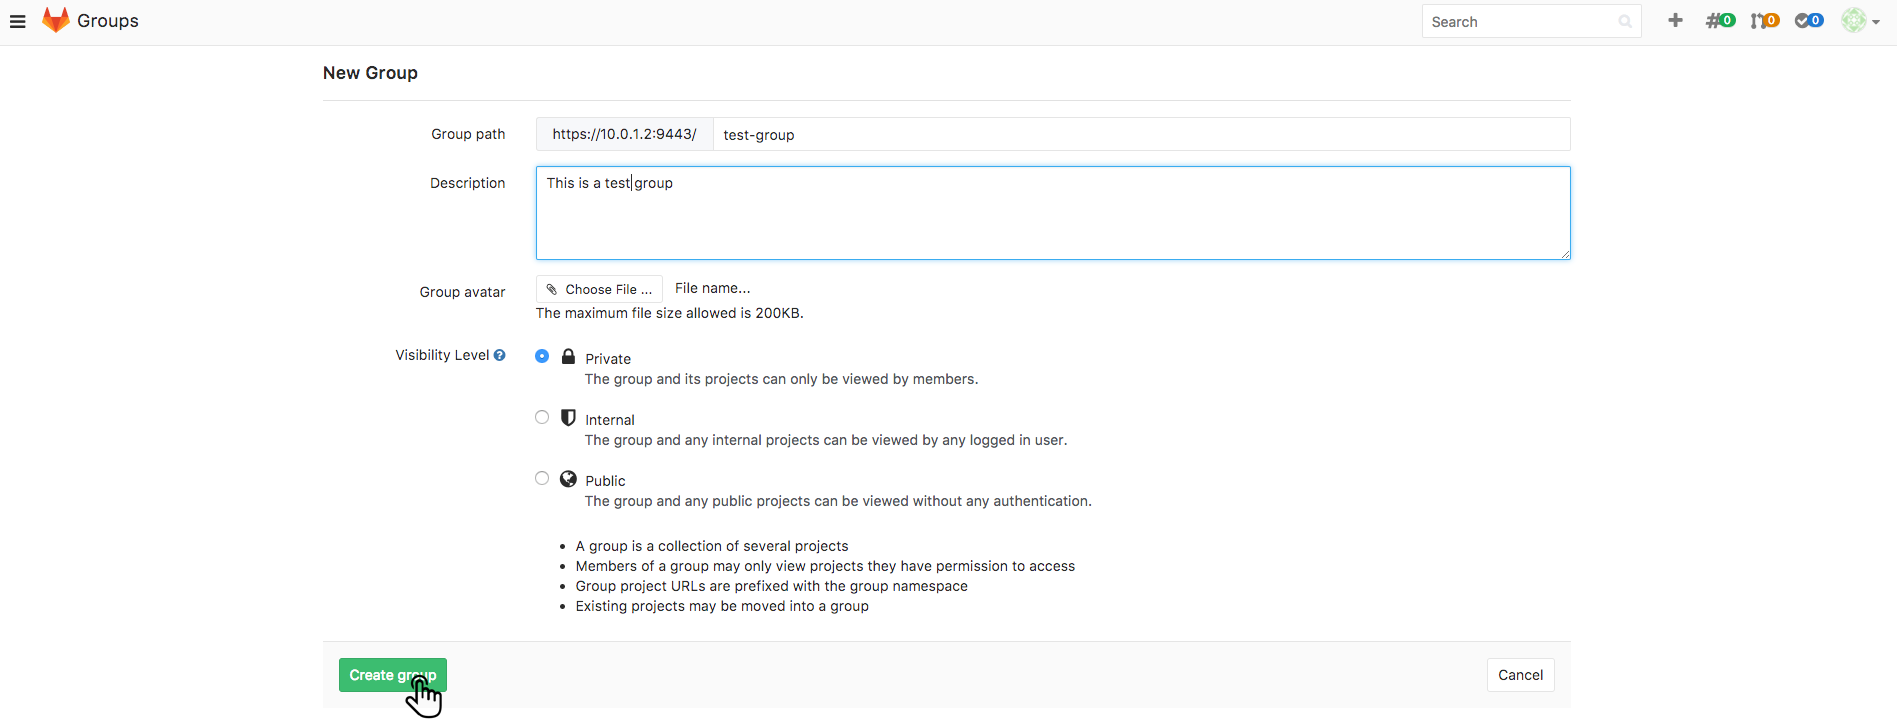 Groups
Search
0
0
0
New Group
Group path
https://10.0.1.2:9443/
test-group
Description
This is a test group
Group avatar
Choose File ...
File name...
The maximum file size allowed is 200KB.
Visibility Level
Private
The group and its projects can only be viewed by members.
Internal
The group and any internal projects can be viewed by any logged in user.
Public
The group and any public projects can be viewed without any authentication.
• A group is a collection of several projects
• Members of a group may only view projects they have permission to access
• Group project URLs are prefixed with the group namespace
• Existing projects may be moved into a group
Create group
Cancel